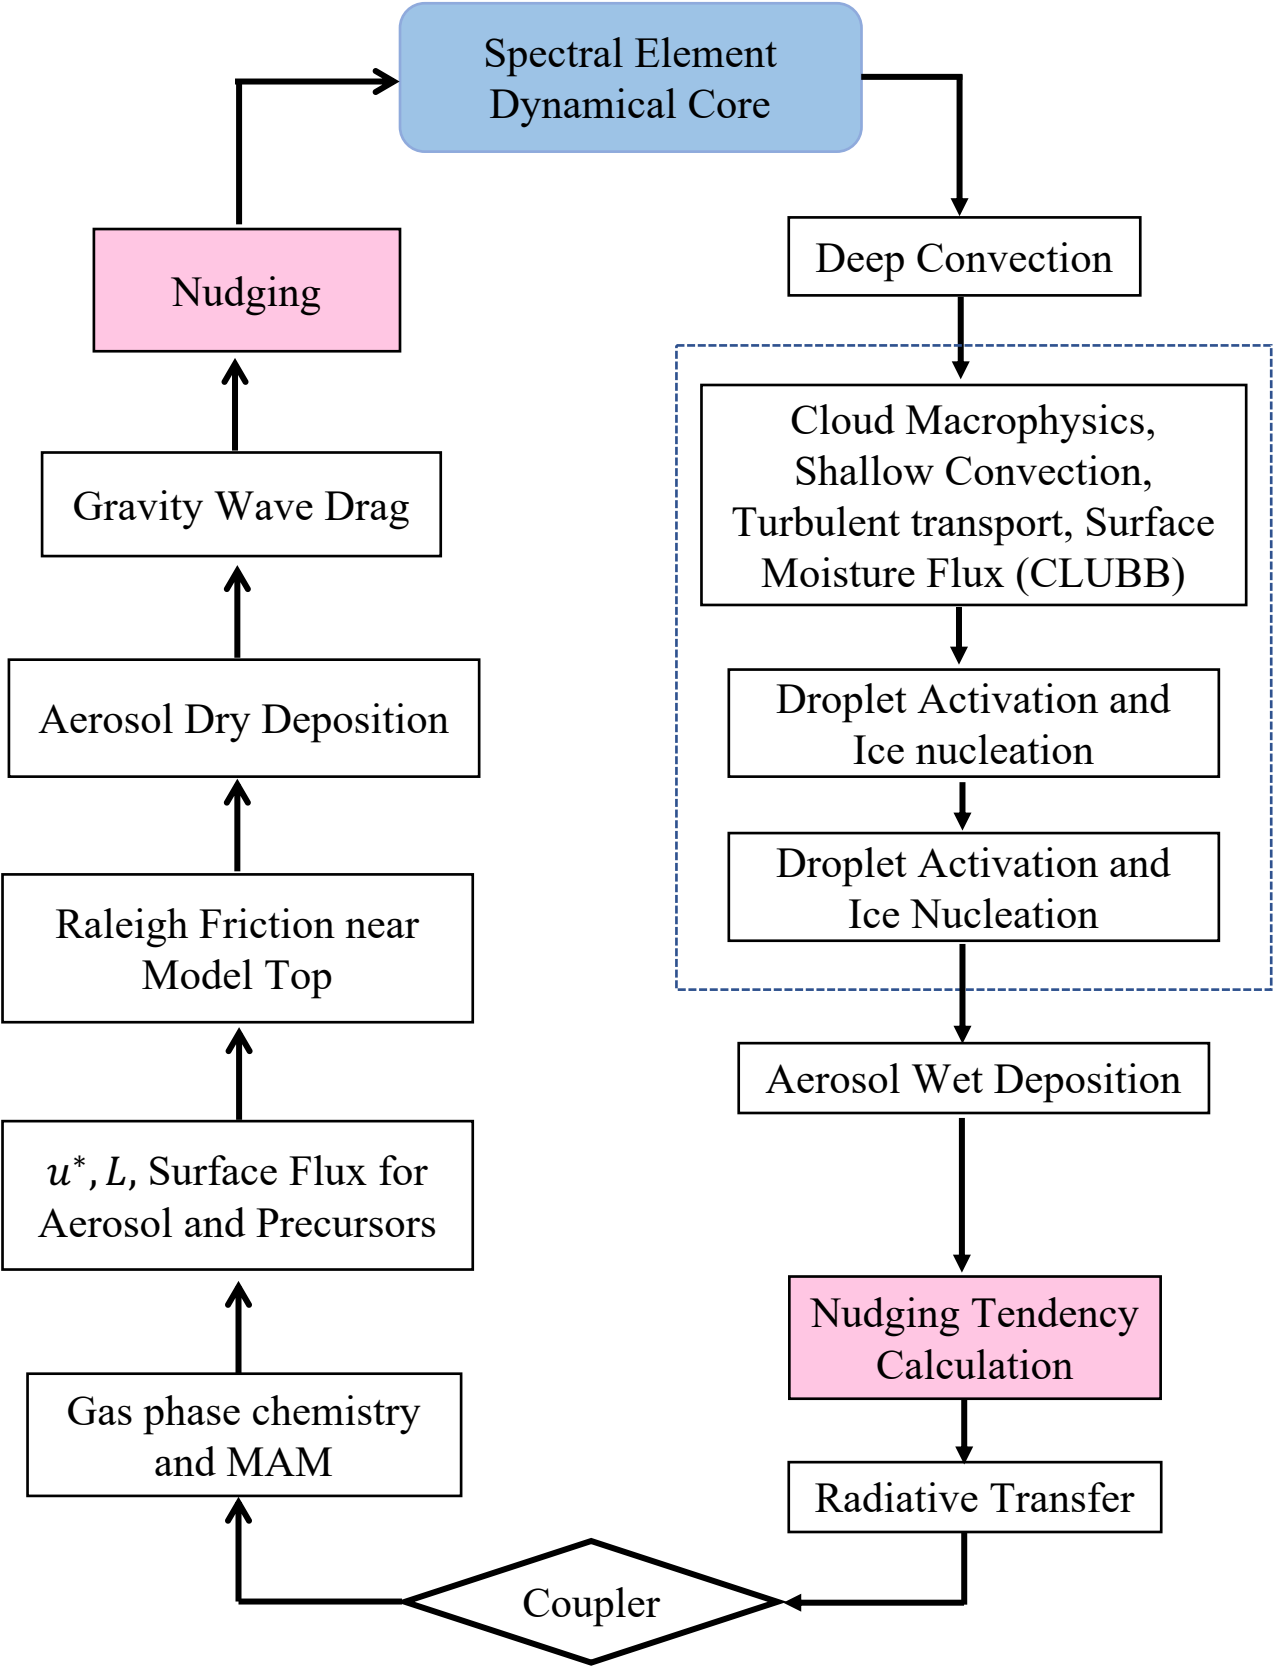 Spectral Element
Dynamical Core
Deep Convection
Cloud Macrophysics,
Shallow Convection,
Turbulent transport, Surface
Moisture Flux (CLUBB)
Droplet Activation and
Ice nucleation
Droplet Activation and
Ice Nucleation
Aerosol Wet Deposition
Nudging Tendency
Calculation
Radiative Transfer
Coupler
Gas phase chemistry
and MAM
u*, L, Surface Flux for
Aerosol and Precursors
Raleigh Friction near
Model Top
Aerosol Dry Deposition
Gravity Wave Drag
Nudging